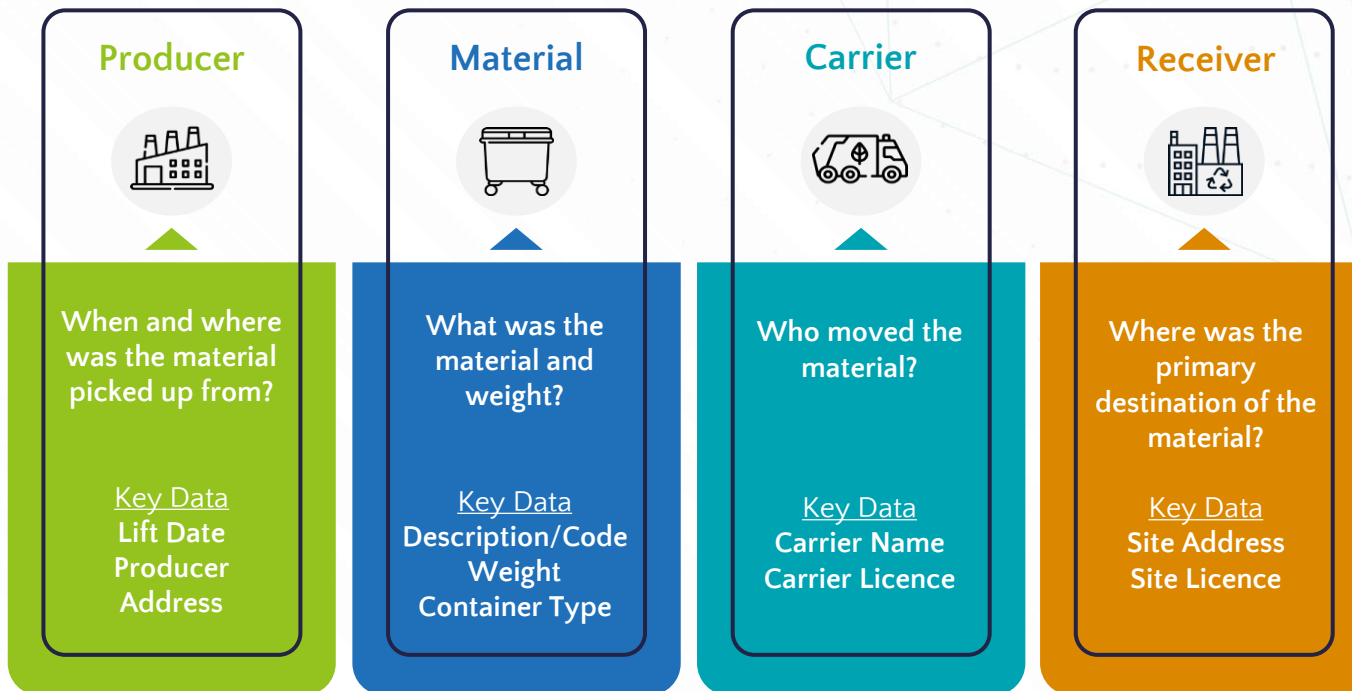 Producer
When and where
was the material
picked up from?
Key Data
Lift Date
Producer
Address
Material
What was the
material and
weight?
Key Data
Description/Code
Weight
Container Type
Carrier
Who moved the
material?
Key Data
Carrier Name
Carrier Licence
Receiver
Where was the
primary
destination of the
material?
Key Data
Site Address
Site Licence